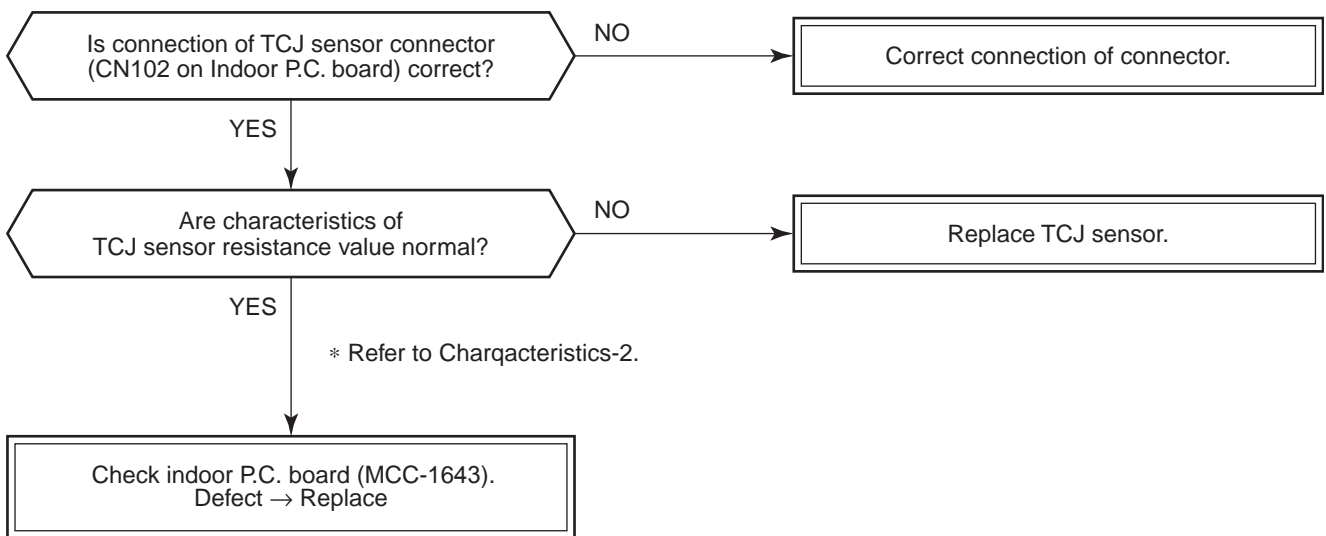 Is connection of TCJ sensor connector
(CN102 on Indoor P.C. board) correct?
NO
Correct connection of connector.
YES
Are characteristics of
TCJ sensor resistance value normal?
NO
Replace TCJ sensor.
YES
* Refer to Charqacteristics-2.
Check indoor P.C. board (MCC-1643).
Defect → Replace